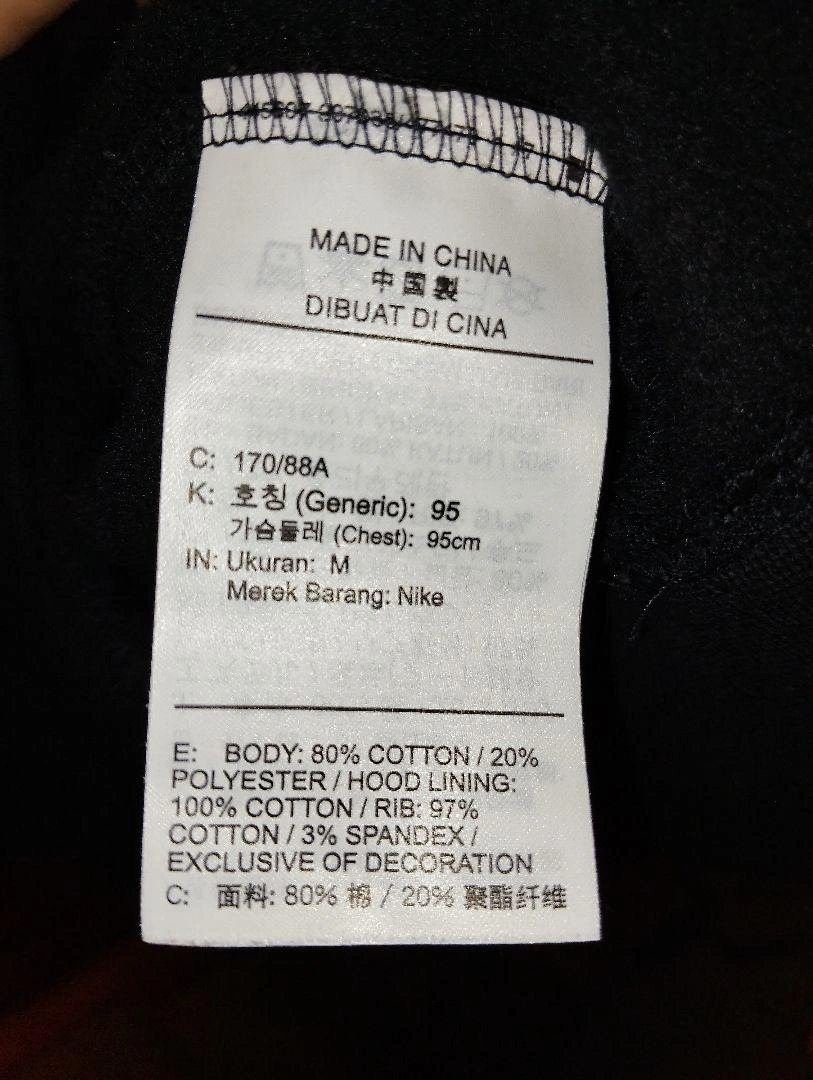 MADE IN CHINA
中国製
DIBUAT DI CINA
C: 170/88A
K: 호칭 (Generic): 95
가슴둘레 (Chest): 95cm
IN: Ukuran: M
Merek Barang: Nike
E: BODY: 80% COTTON / 20%
POLYESTER / HOOD LINING:
100% COTTON / RIB: 97%
COTTON / 3% SPANDEX /
EXCLUSIVE OF DECORATION
C: 面料: 80% 棉 / 20% 聚酯纤维